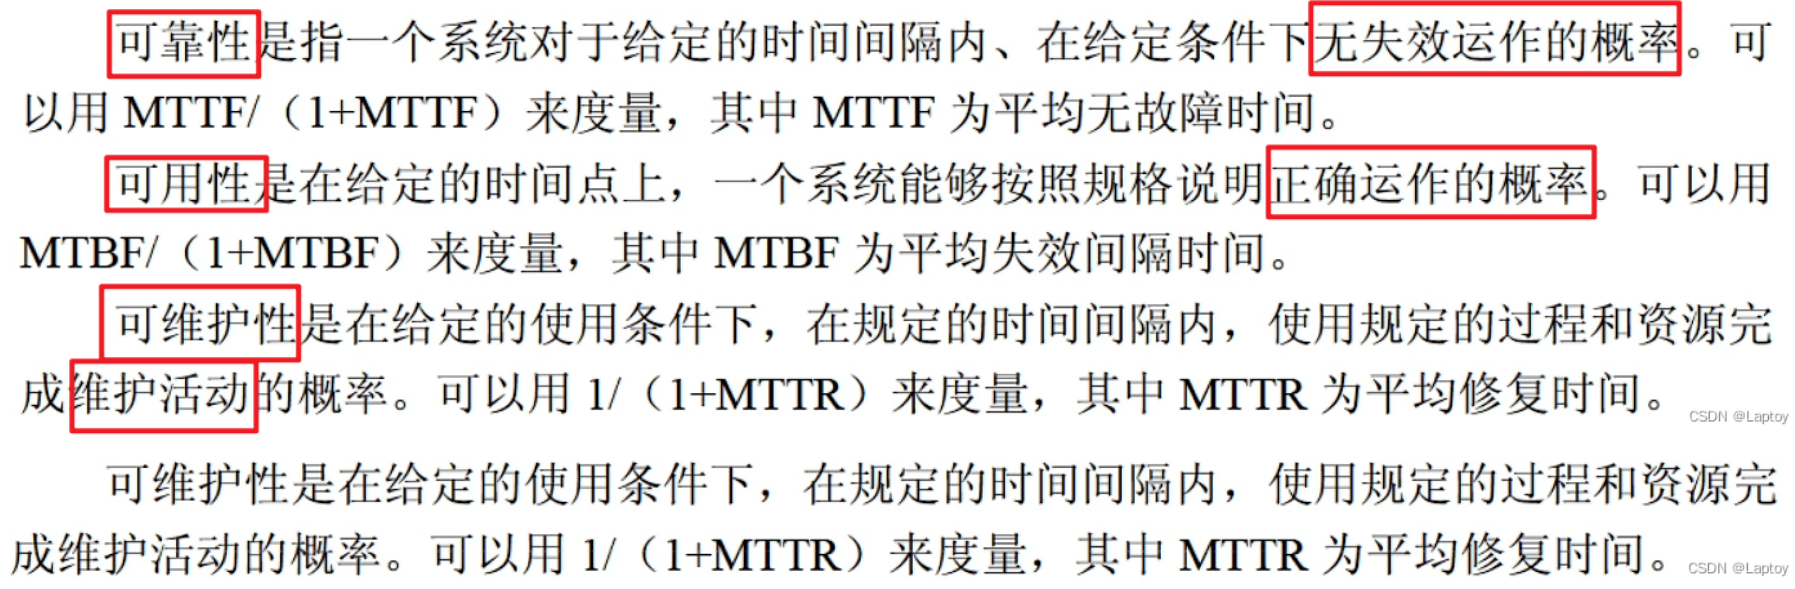 可靠性是指一个系统对于给定的时间间隔内、在给定条件下无失效运作的概率。可
以用 MTTF/（1+MTTF）来度量，其中 MTTF 为平均无故障时间。
可用性是在给定的时间点上，一个系统能够按照规格说明正确运作的概率。可以用
MTBF/（1+MTBF）来度量，其中 MTBF 为平均失效间隔时间。
可维护性是在给定的使用条件下，在规定的时间间隔内，使用规定的过程和资源完
成维护活动的概率。可以用 1/（1+MTTR）来度量，其中 MTTR 为平均修复时间。
CSDN @Laptoy
可维护性是在给定的使用条件下，在规定的时间间隔内，使用规定的过程和资源完
成维护活动的概率。可以用 1/（1+MTTR）来度量，其中 MTTR 为平均修复时间。
CSDN @Laptoy